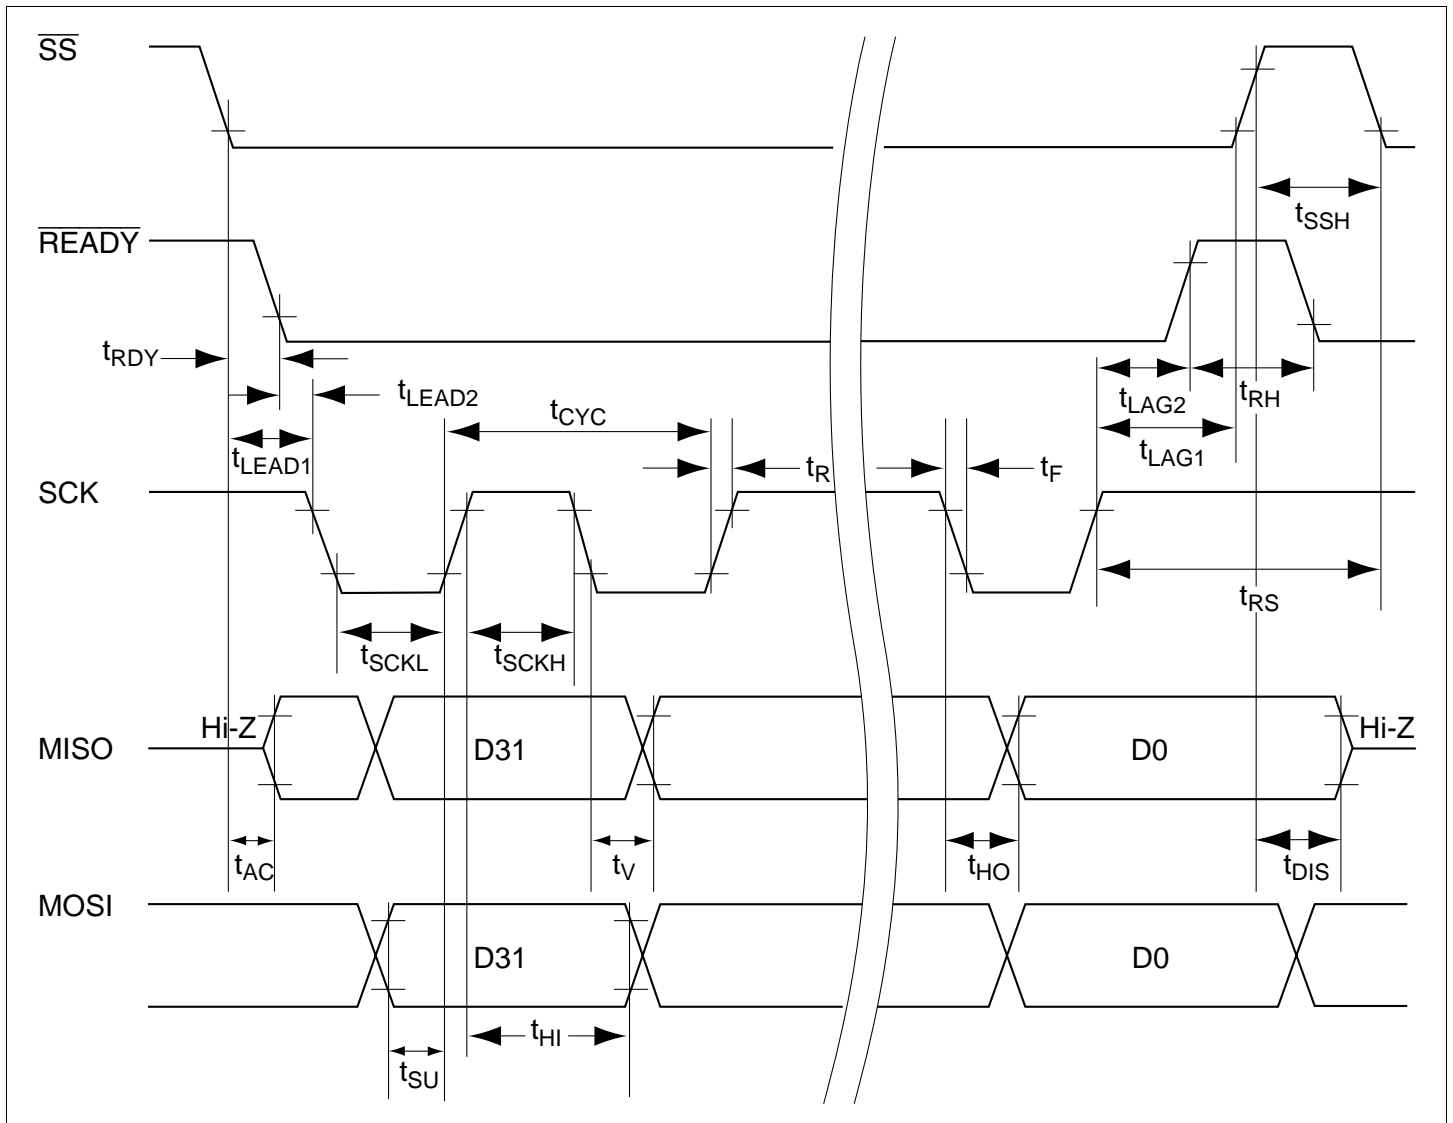 SS
tSSH
READY
tRDY
tLEAD2
tLAG2
tRH
tCYC
tLEAD1
tLAG1
tR
tF
SCK
tRS
tSCKL
tSCKH
Hi-Z
Hi-Z
MISO
D31
D0
tAC
tV
tHO
tDIS
MOSI
D31
D0
tHI
tSU